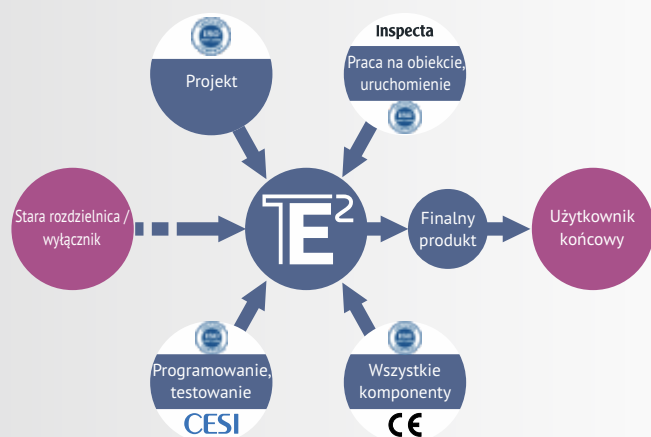 Projekt
Inspecta
Praca na obiekcie,
uruchomienie
Stara rozdzielnica /
wyłącznik
TE²
Finalny
produkt
Użytkownik
końcowy
Programowanie,
testowanie
CESI
Wszystkie
komponenty
CE